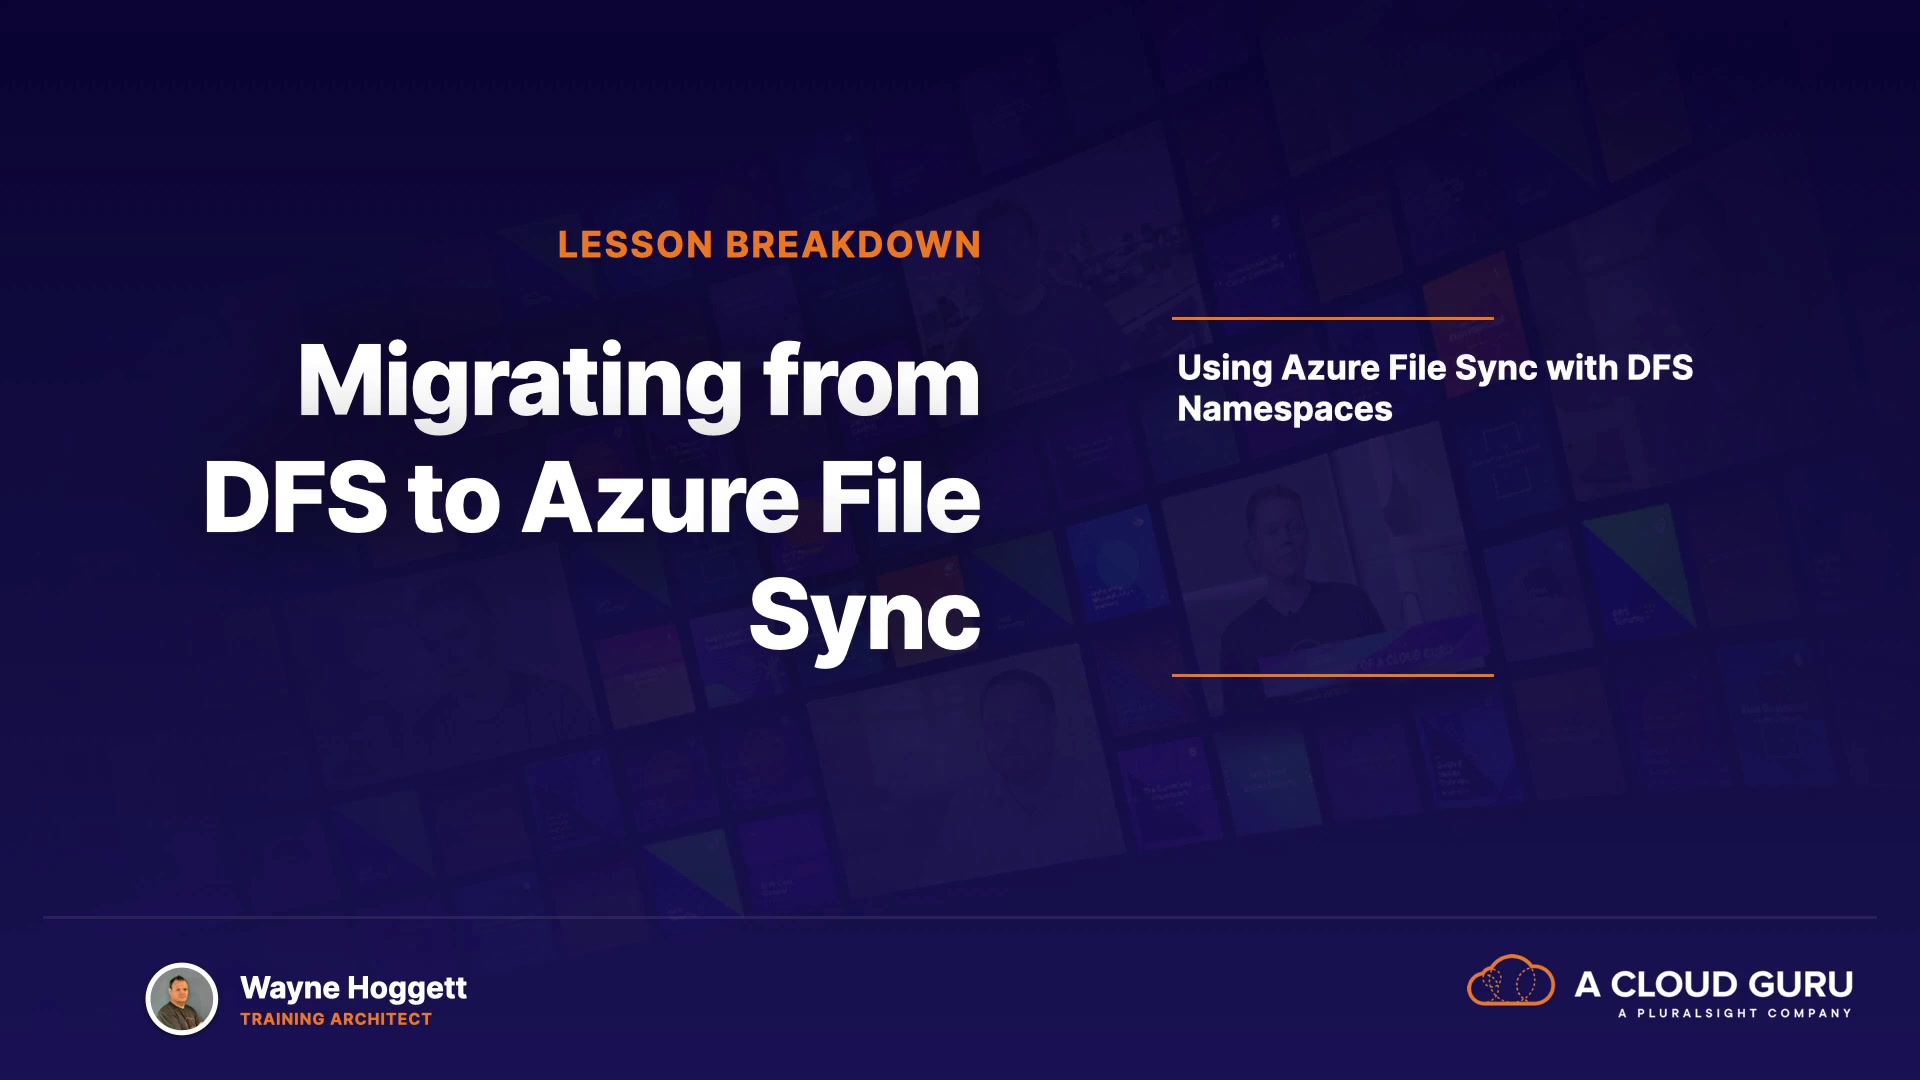 LESSON BREAKDOWN
Migrating from
DFS to Azure File
Sync
Using Azure File Sync with DFS
Namespaces
Wayne Hoggett
TRAINING ARCHITECT
A CLOUD GURU
A PLURALSIGHT COMPANY